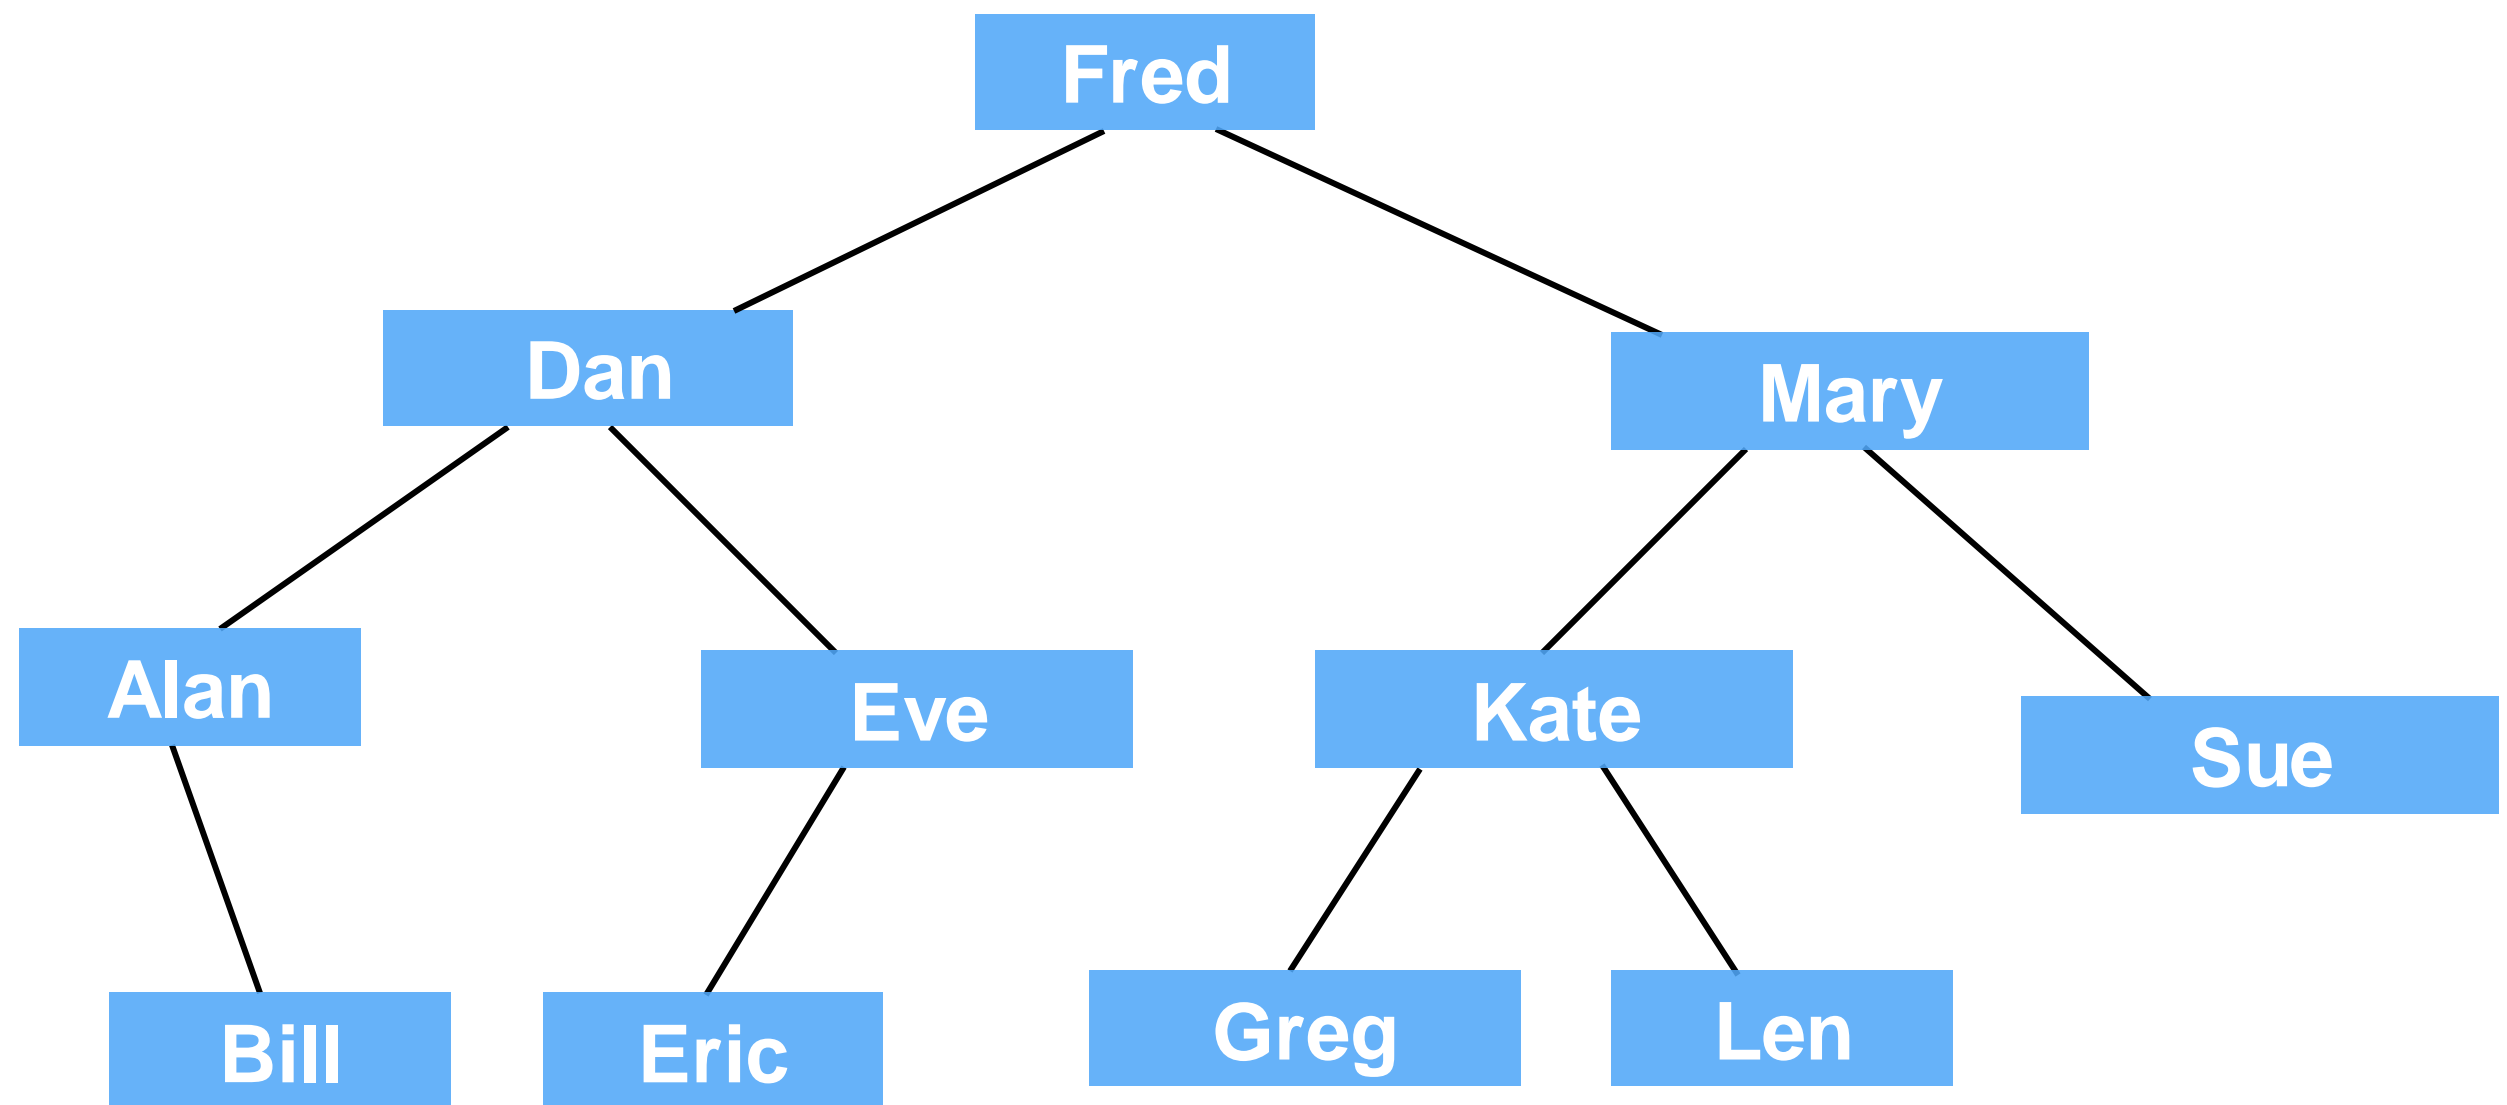 Fred
Dan
Mary
Alan
Eve
Kate
Sue
Bill
Eric
Greg
Len